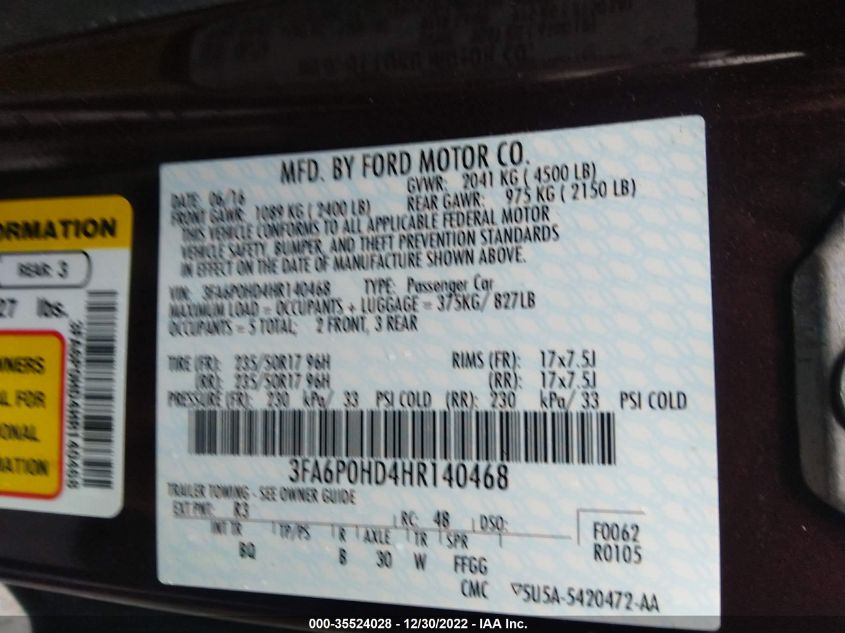 MFD. BY FORD MOTOR CO.
DATE: 06/16
GVWR: 2041 KG ( 4500 LB)
FRONT GAWR: 1089 KG ( 2400 LB)
REAR GAWR: 975 KG ( 2150 LB)
THIS VEHICLE CONFORMS TO ALL APPLICABLE FEDERAL MOTOR
VEHICLE SAFETY, BUMPER, AND THEFT PREVENTION STANDARDS
IN EFFECT ON THE DATE OF MANUFACTURE SHOWN ABOVE.
VIN: 3FA6P0HD4HR140468 TYPE: Passenger Car
MAXIMUM LOAD = OCCUPANTS + LUGGAGE = 375KG/ 827LB
OCCUPANTS = 5 TOTAL; 2 FRONT, 3 REAR
TIRE (FR): 235/50R17 96H RIMS (FR): 17x7.5J
(RR): 235/50R17 96H (RR): 17x7.5J
PRESSURE (FR): 230 kPa/ 33 PSI COLD (RR): 230 kPa/ 33 PSI COLD
3FA6P0HD4HR140468
TRAILER TOWING - SEE OWNER GUIDE
EXT PNT: R3 RC: 48 DSO: F0062
INT TR TP/PS R AXLE TR SPR R0105
BQ B 30 W FFGG
CMC ▽5U5A-5420472-AA
ORMATION
REAR 3
27 lbs.
3FA6P0HD4HR140468
WNERS
AL FOR
IONAL
MATION
000-35524028 - 12/30/2022 - IAA Inc.